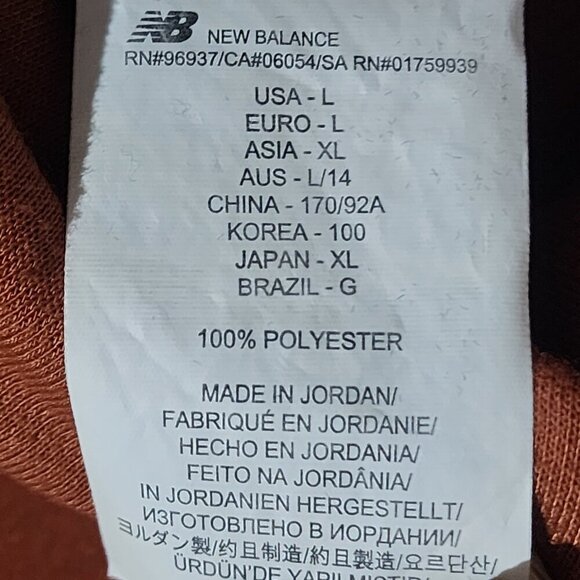 NB NEW BALANCE
RN#96937/CA#06054/SA RN#01759939
USA - L
EURO - L
ASIA - XL
AUS - L/14
CHINA - 170/92A
KOREA - 100
JAPAN - XL
BRAZIL - G
100% POLYESTER
MADE IN JORDAN/
FABRIQUÉ EN JORDANIE/
HECHO EN JORDANIA/
FEITO NA JORDÂNIA/
IN JORDANIEN HERGESTELLT/
ИЗГОТОВЛЕНО В ИОРДАНИИ/
ヨルダン製/约旦制造/約旦製造/요르단산/
ÜRDÜN'DE